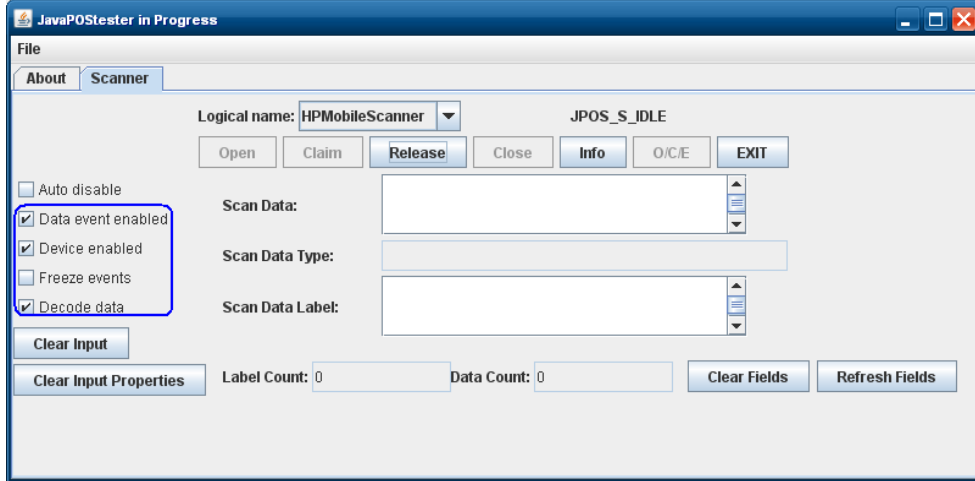 JavaPOStester in Progress
File
About Scanner
Logical name: HPMobileScanner JPOS_S_IDLE
Open Claim Release Close Info O/C/E EXIT
Auto disable
Data event enabled
Device enabled
Freeze events
Decode data
Scan Data:
Scan Data Type:
Scan Data Label:
Clear Input
Clear Input Properties
Label Count: 0 Data Count: 0 Clear Fields Refresh Fields